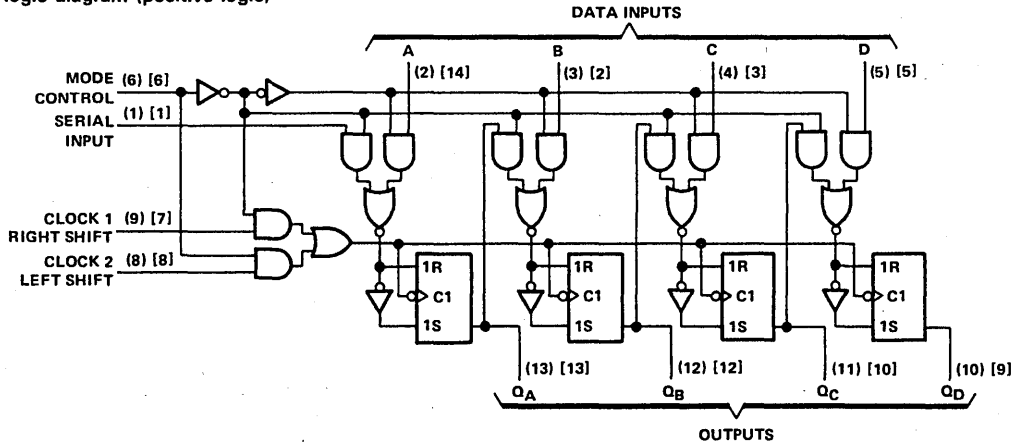 logic diagram (positive logic)
DATA INPUTS
A B C D
(2) [14] (3) [2] (4) [3] (5) [5]
MODE (6) [6]
CONTROL
SERIAL (1) [1]
INPUT
CLOCK 1 (9) [7]
RIGHT SHIFT
CLOCK 2 (8) [8]
LEFT SHIFT
1R 1R 1R 1R
C1 C1 C1 C1
1S 1S 1S 1S
(13) [13] (12) [12] (11) [10] (10) [9]
QA QB QC QD
OUTPUTS